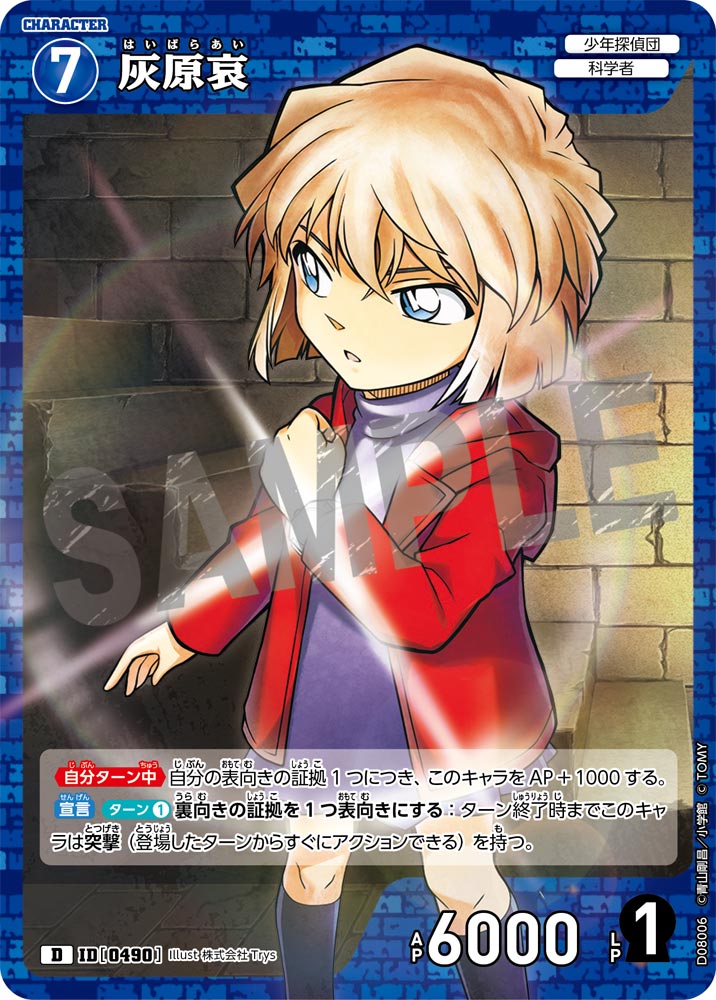 CHARACTER
7
はいばらあい
灰原哀
少年探偵団
科学者
SAMPLE
自分ターン中 自分の表向きの証拠1つにつき、このキャラをAP+1000する。
宣言 ターン1 裏向きの証拠を1つ表向きにする:ターン終了時までこのキャ
ラは突撃(登場したターンからすぐにアクションできる)を持つ。
AP 6000 LP 1
D ID[0490] Illust 株式会社Trys
D08006 ©青山剛昌/小学館 ©TOMY